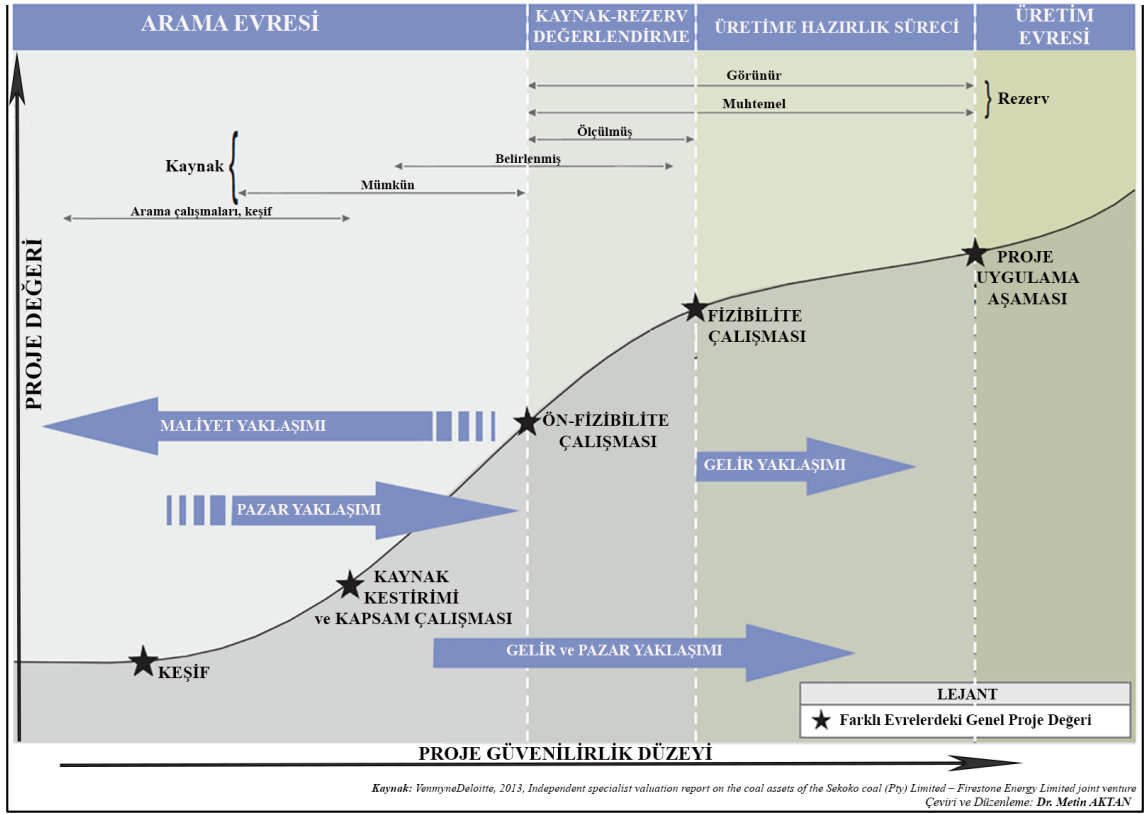 ARAMA EVRESİ
KAYNAK-REZERV
DEĞERLENDİRME
ÜRETİME HAZIRLIK SÜRECİ
ÜRETİM
EVRESİ
Görünür
Muhtemel
Rezerv
Ölçülmüş
Belirlenmiş
Kaynak
Mümkün
Arama çalışmaları, keşif
PROJE DEĞERİ
PROJE
UYGULAMA
AŞAMASI
FİZİBİLİTE
ÇALIŞMASI
MALİYET YAKLAŞIMI
ÖN-FİZİBİLİTE
ÇALIŞMASI
GELİR YAKLAŞIMI
PAZAR YAKLAŞIMI
KAYNAK
KESTİRİMİ
ve KAPSAM ÇALIŞMASI
GELİR ve PAZAR YAKLAŞIMI
KEŞİF
LEJANT
Farklı Evrelerdeki Genel Proje Değeri
PROJE GÜVENİLİRLİK DÜZEYİ
Kaynak: VenmyneDeloitte, 2013, Independent specialist valuation report on the coal assets of the Sekoko coal (Pty) Limited – Firestone Energy Limited joint venture
Çeviri ve Düzenleme: Dr. Metin AKTAN